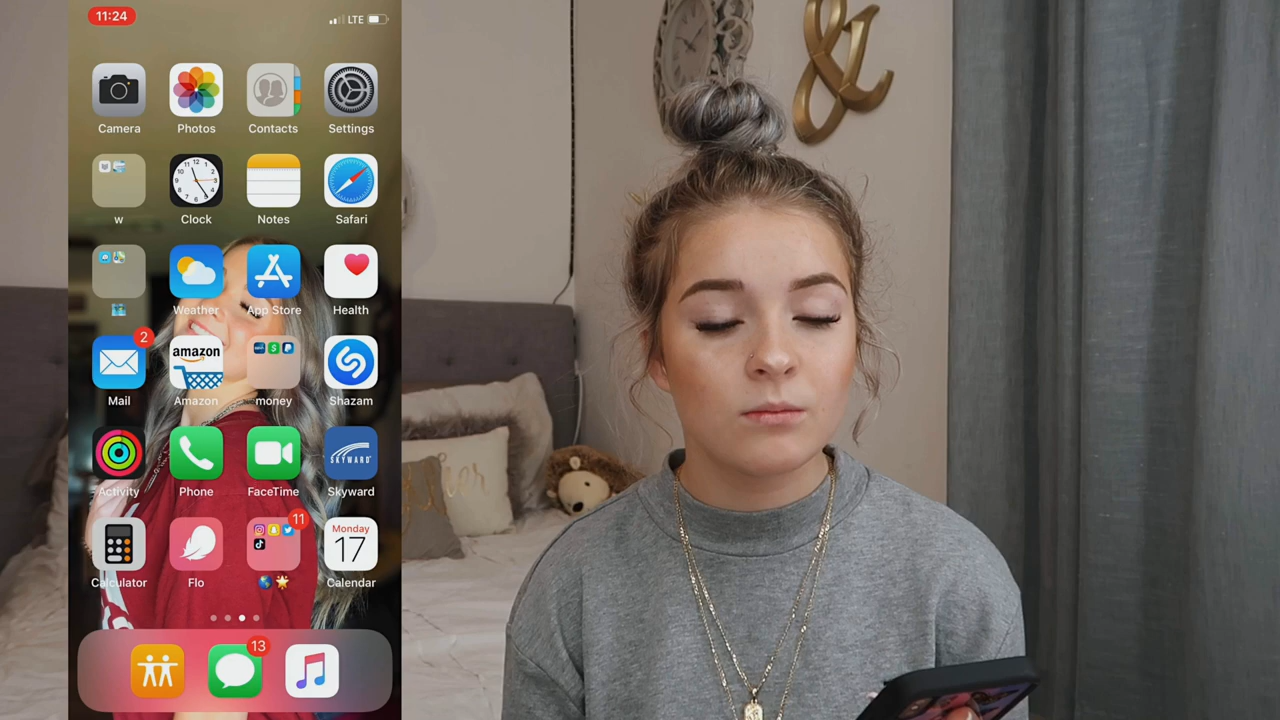 11:24
LTE
Camera Photos Contacts Settings
w Clock Notes Safari
Weather App Store Health
2
amazon
Mail Amazon money Shazam
SKYWARD
Activity Phone FaceTime Skyward
11
Monday
17
Calculator Flo 🌎🌟 Calendar
13
&